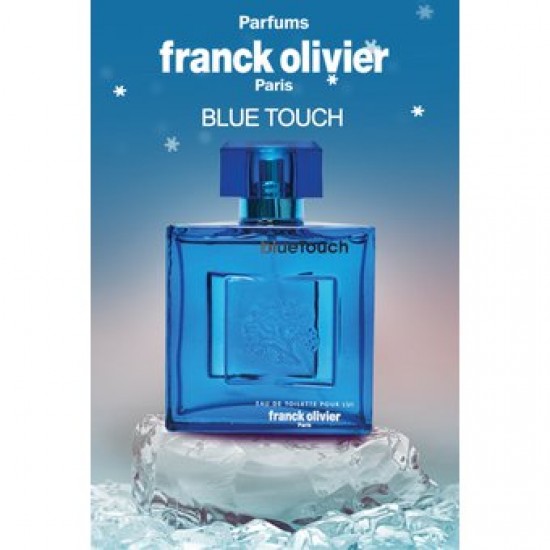 Parfums
franck olivier
Paris
BLUE TOUCH
bluetouch
EAU DE TOILETTE POUR LUI
franck olivier
Paris